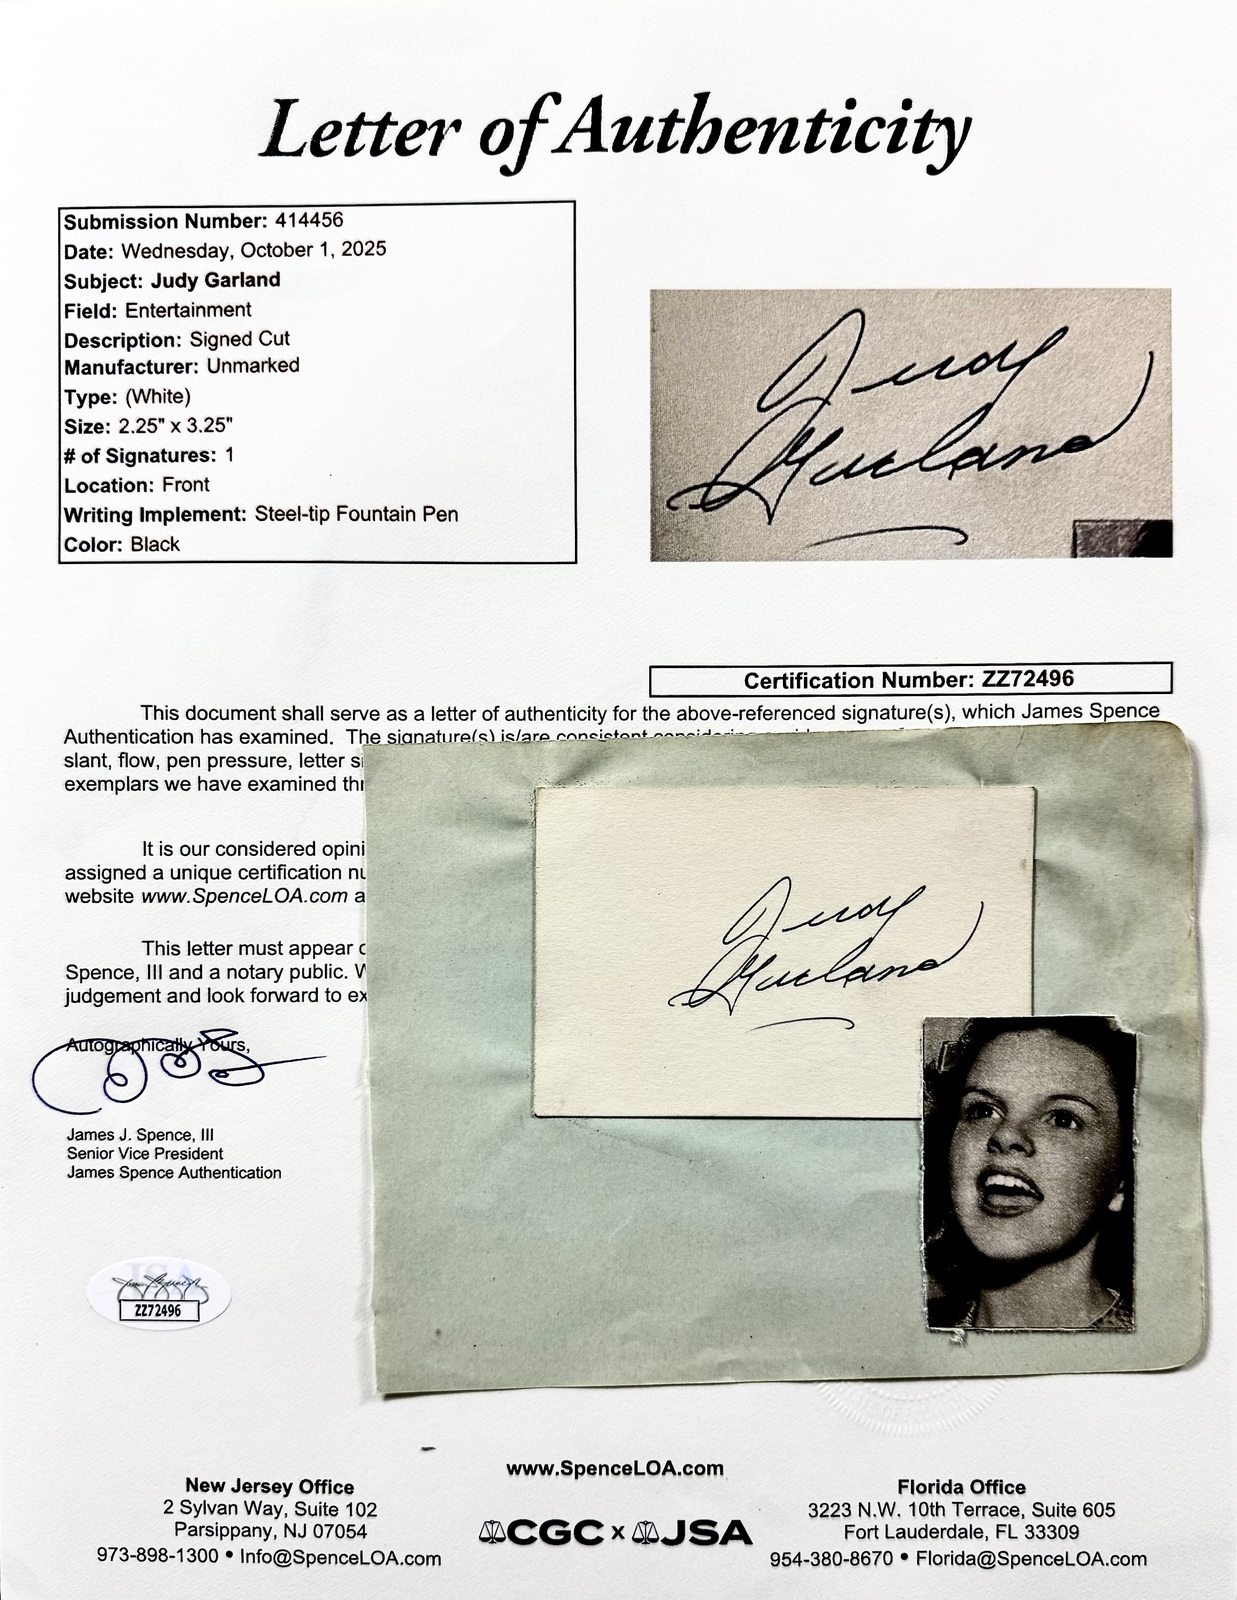 Letter of Authenticity
Submission Number: 414456
Date: Wednesday, October 1, 2025
Subject: Judy Garland
Field: Entertainment
Description: Signed Cut
Manufacturer: Unmarked
Type: (White)
Size: 2.25" x 3.25"
# of Signatures: 1
Location: Front
Writing Implement: Steel-tip Fountain Pen
Color: Black
Judy
Garland
Certification Number: ZZ72496
This document shall serve as a letter of authenticity for the above-referenced signature(s), which James Spence
Authentication has examined. The signature(s) is/are consistent considering
slant, flow, pen pressure, letter
exemplars we have examined
It is our considered
assigned a unique certification
website www.SpenceLOA.com
This letter must appear
Spence, III and a notary public.
judgement and look forward to
Judy
Garland
Autographically Yours,
James J. Spence, III
Senior Vice President
James Spence Authentication
JSA
ZZ72496
www.SpenceLOA.com
New Jersey Office
2 Sylvan Way, Suite 102
Parsippany, NJ 07054
973-898-1300 • Info@SpenceLOA.com
CGC x JSA
Florida Office
3223 N.W. 10th Terrace, Suite 605
Fort Lauderdale, FL 33309
954-380-8670 • Florida@SpenceLOA.com